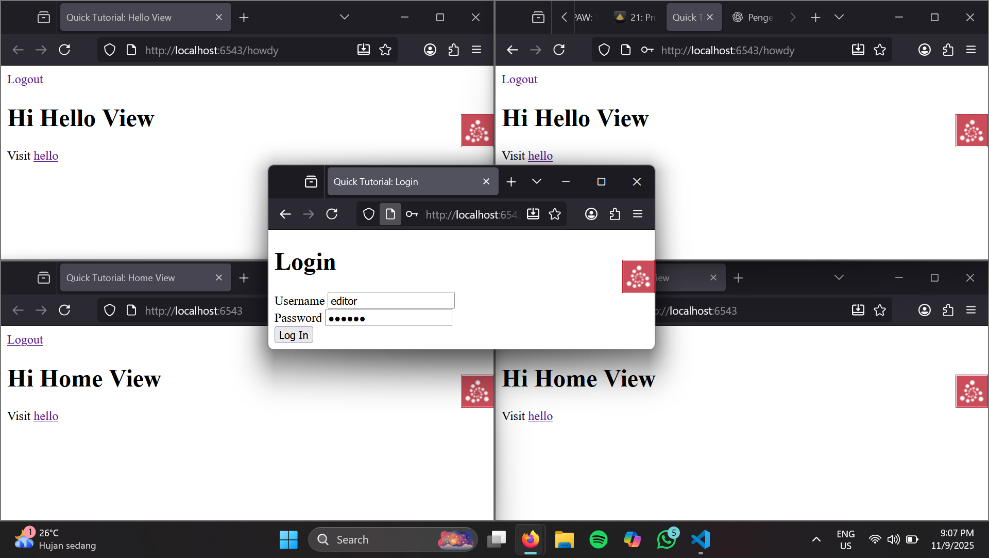 Quick Tutorial: Hello View
http://localhost:6543/howdy
Logout
Hi Hello View
Visit hello
PAW:
21: Pr
Quick T
Penge
http://localhost:6543/howdy
Logout
Hi Hello View
Visit hello
Quick Tutorial: Login
http://localhost:654
Login
Username editor
Password ●●●●●●
Log In
Quick Tutorial: Home View
http://localhost:6543
Logout
Hi Home View
Visit hello
view
localhost:6543
Hi Home View
Visit hello
1
26°C
Hujan sedang
Search
5
ENG
US
9:07 PM
11/9/2025